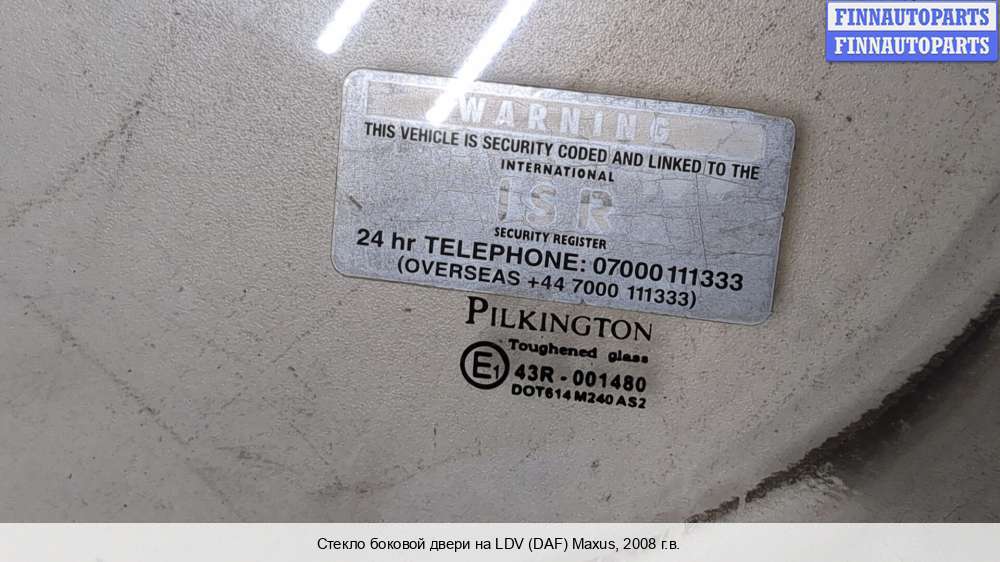 FINNAUTOPARTS
FINNAUTOPARTS
WARNING
THIS VEHICLE IS SECURITY CODED AND LINKED TO THE
INTERNATIONAL
ISR
SECURITY REGISTER
24 hr TELEPHONE: 07000 111333
(OVERSEAS +44 7000 111333)
PILKINGTON
Toughened glass
E1 43R - 001480
DOT614 M240 AS2
Стекло боковой двери на LDV (DAF) Maxus, 2008 г.в.